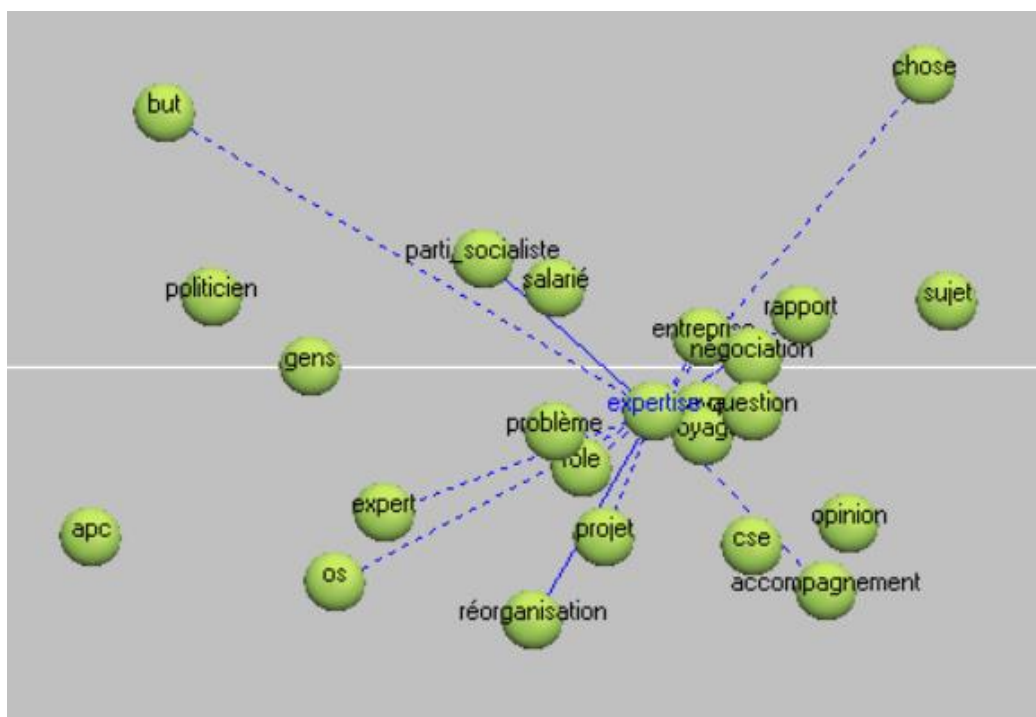 chose
but
parti_socialiste
salarié
politicien
sujet
rapport
entreprise
négociation
gens
expertise
question
problème
rôle
expert
projet
opinion
apc
cse
os
accompagnement
réorganisation